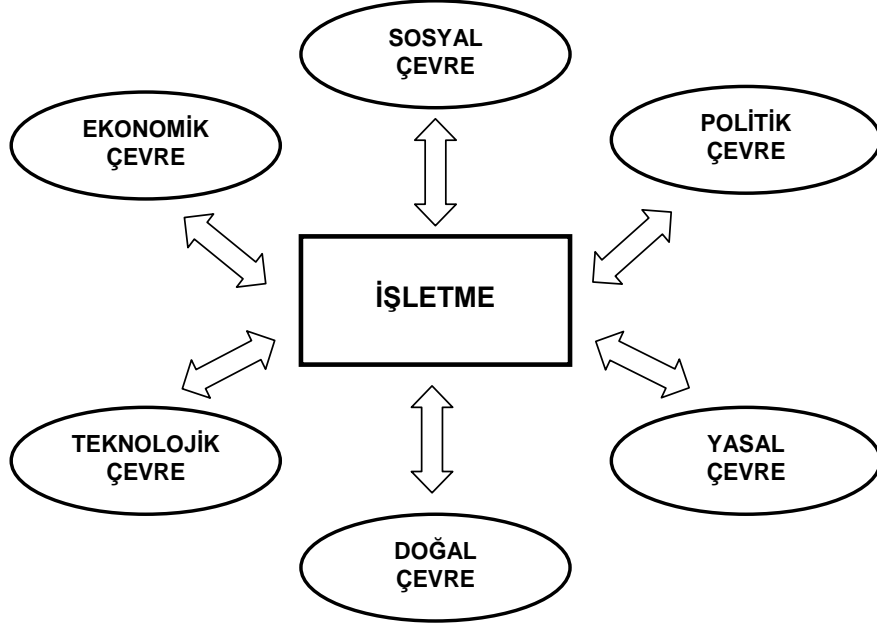 SOSYAL
ÇEVRE
EKONOMİK
ÇEVRE
POLİTİK
ÇEVRE
İŞLETME
TEKNOLOJİK
ÇEVRE
YASAL
ÇEVRE
DOĞAL
ÇEVRE